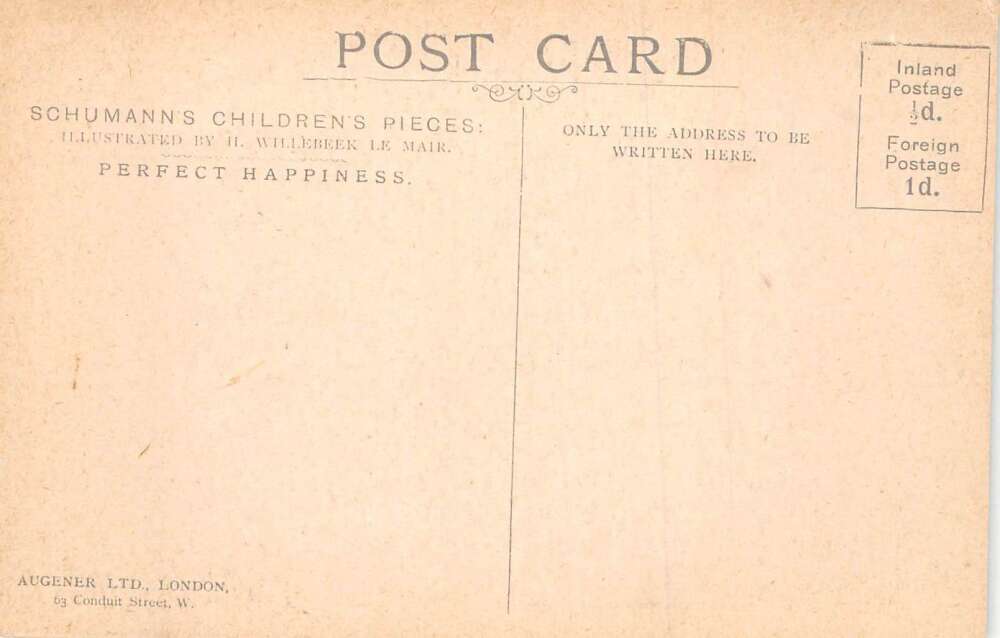 POST CARD
SCHUMANN'S CHILDREN'S PIECES:
ILLUSTRATED BY H. WILLEBEEK LE MAIR.
PERFECT HAPPINESS.
ONLY THE ADDRESS TO BE
WRITTEN HERE.
Inland
Postage
½d.
Foreign
Postage
1d.
AUGENER LTD., LONDON,
63 Conduit Street, W.